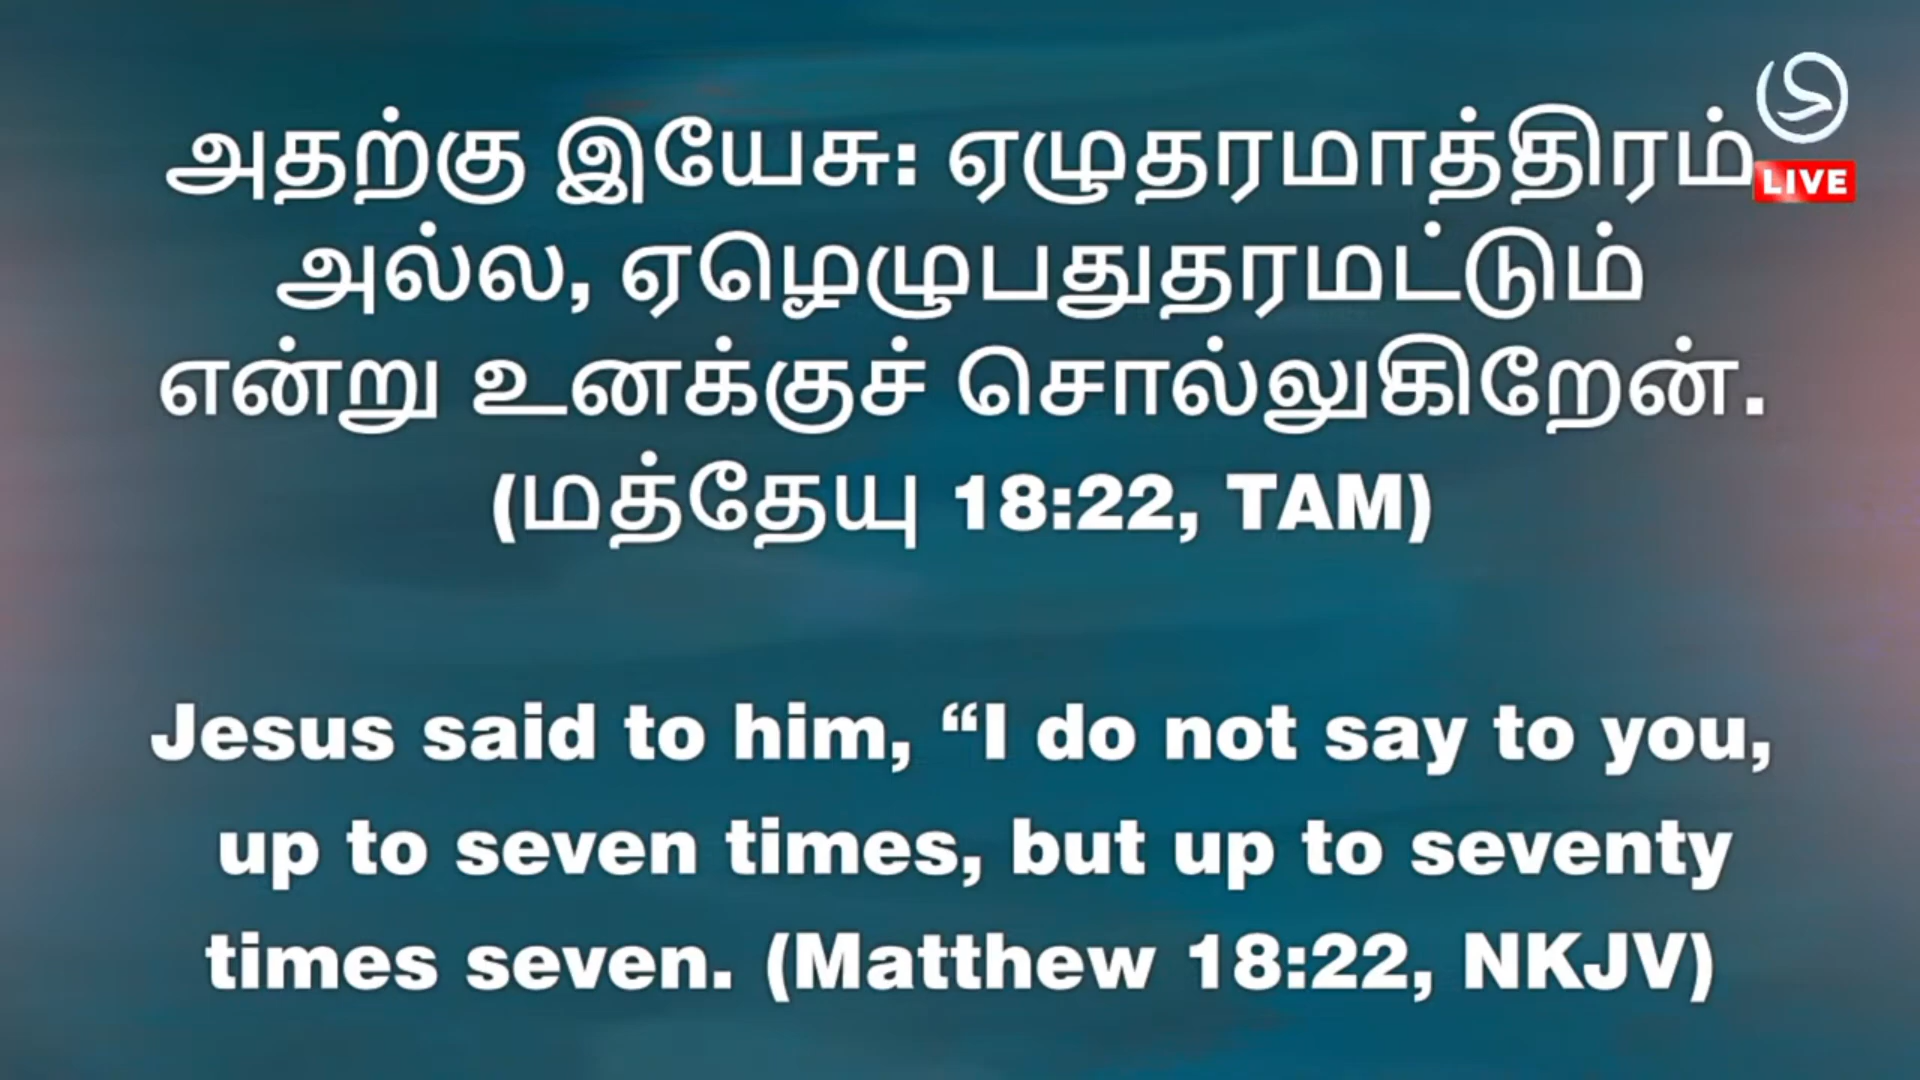 அதற்கு இயேசு: ஏழுதரமாத்திரம்
LIVE
அல்ல, ஏழெழுபதுதரமட்டும்
என்று உனக்குச் சொல்லுகிறேன்.
(மத்தேயு 18:22, TAM)
Jesus said to him, “I do not say to you,
up to seven times, but up to seventy
times seven. (Matthew 18:22, NKJV)